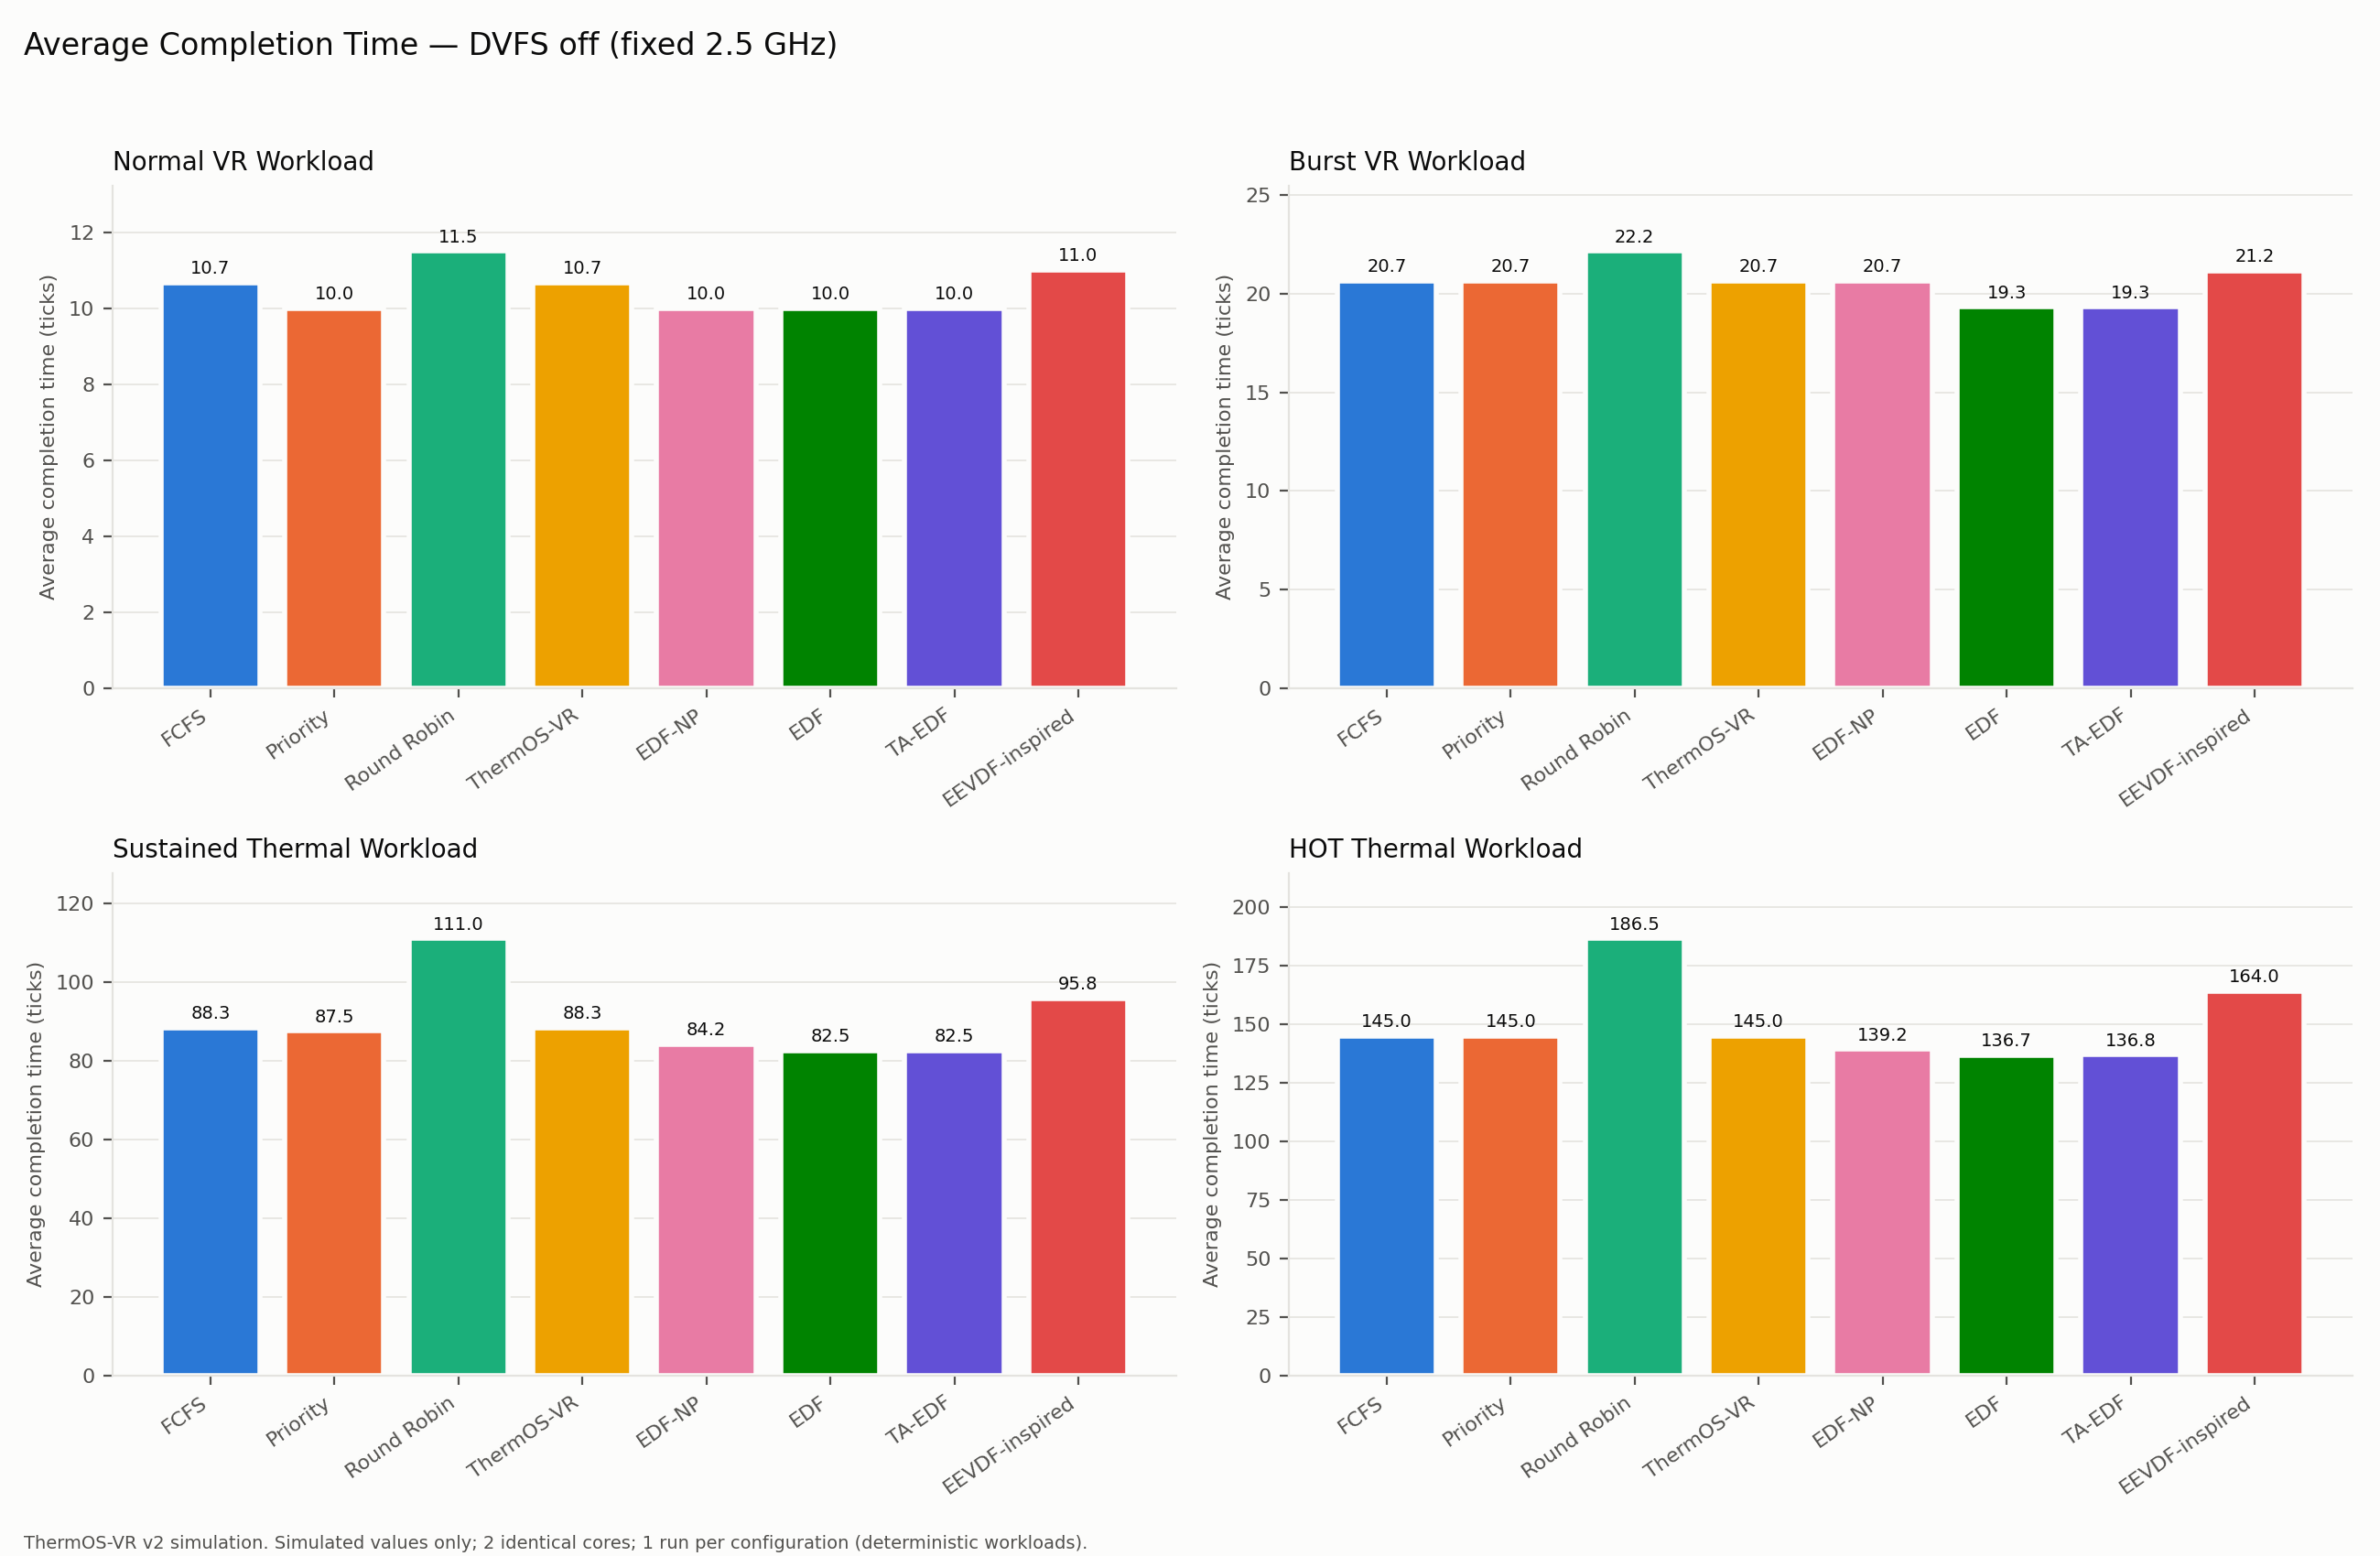 Average Completion Time — DVFS off (fixed 2.5 GHz)
Normal VR Workload
Average completion time (ticks)
12
10
8
6
4
2
0
10.7
10.0
11.5
10.7
10.0
10.0
10.0
11.0
FCFS
Priority
Round Robin
ThermOS-VR
EDF-NP
EDF
TA-EDF
EEVDF-inspired
Burst VR Workload
Average completion time (ticks)
25
20
15
10
5
0
20.7
20.7
22.2
20.7
20.7
19.3
19.3
21.2
FCFS
Priority
Round Robin
ThermOS-VR
EDF-NP
EDF
TA-EDF
EEVDF-inspired
Sustained Thermal Workload
Average completion time (ticks)
120
100
80
60
40
20
0
88.3
87.5
111.0
88.3
84.2
82.5
82.5
95.8
FCFS
Priority
Round Robin
ThermOS-VR
EDF-NP
EDF
TA-EDF
EEVDF-inspired
HOT Thermal Workload
Average completion time (ticks)
200
175
150
125
100
75
50
25
0
145.0
145.0
186.5
145.0
139.2
136.7
136.8
164.0
FCFS
Priority
Round Robin
ThermOS-VR
EDF-NP
EDF
TA-EDF
EEVDF-inspired
ThermOS-VR v2 simulation. Simulated values only; 2 identical cores; 1 run per configuration (deterministic workloads).